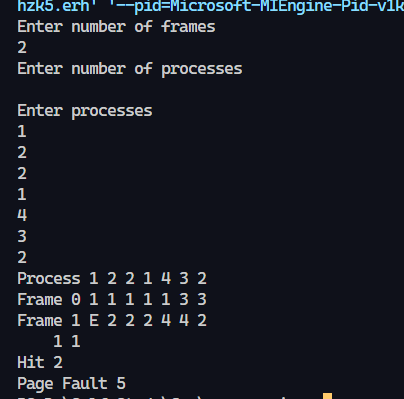 hzk5.erh' '--pid=Microsoft-MIEngine-Pid-v1k
Enter number of frames
2
Enter number of processes
Enter processes
1
2
2
1
4
3
2
Process 1 2 2 1 4 3 2
Frame 0 1 1 1 1 1 3 3
Frame 1 E 2 2 2 4 4 2
1 1
Hit 2
Page Fault 5